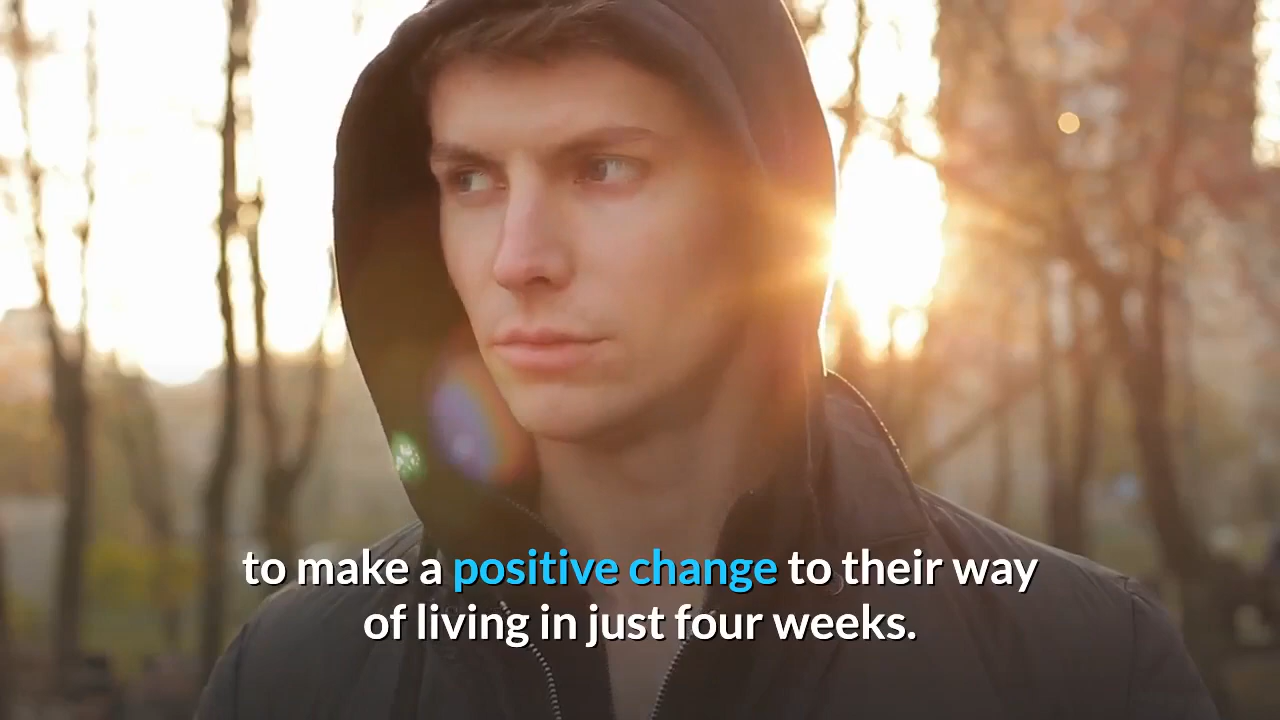 to make a positive change to their way
of living in just four weeks.